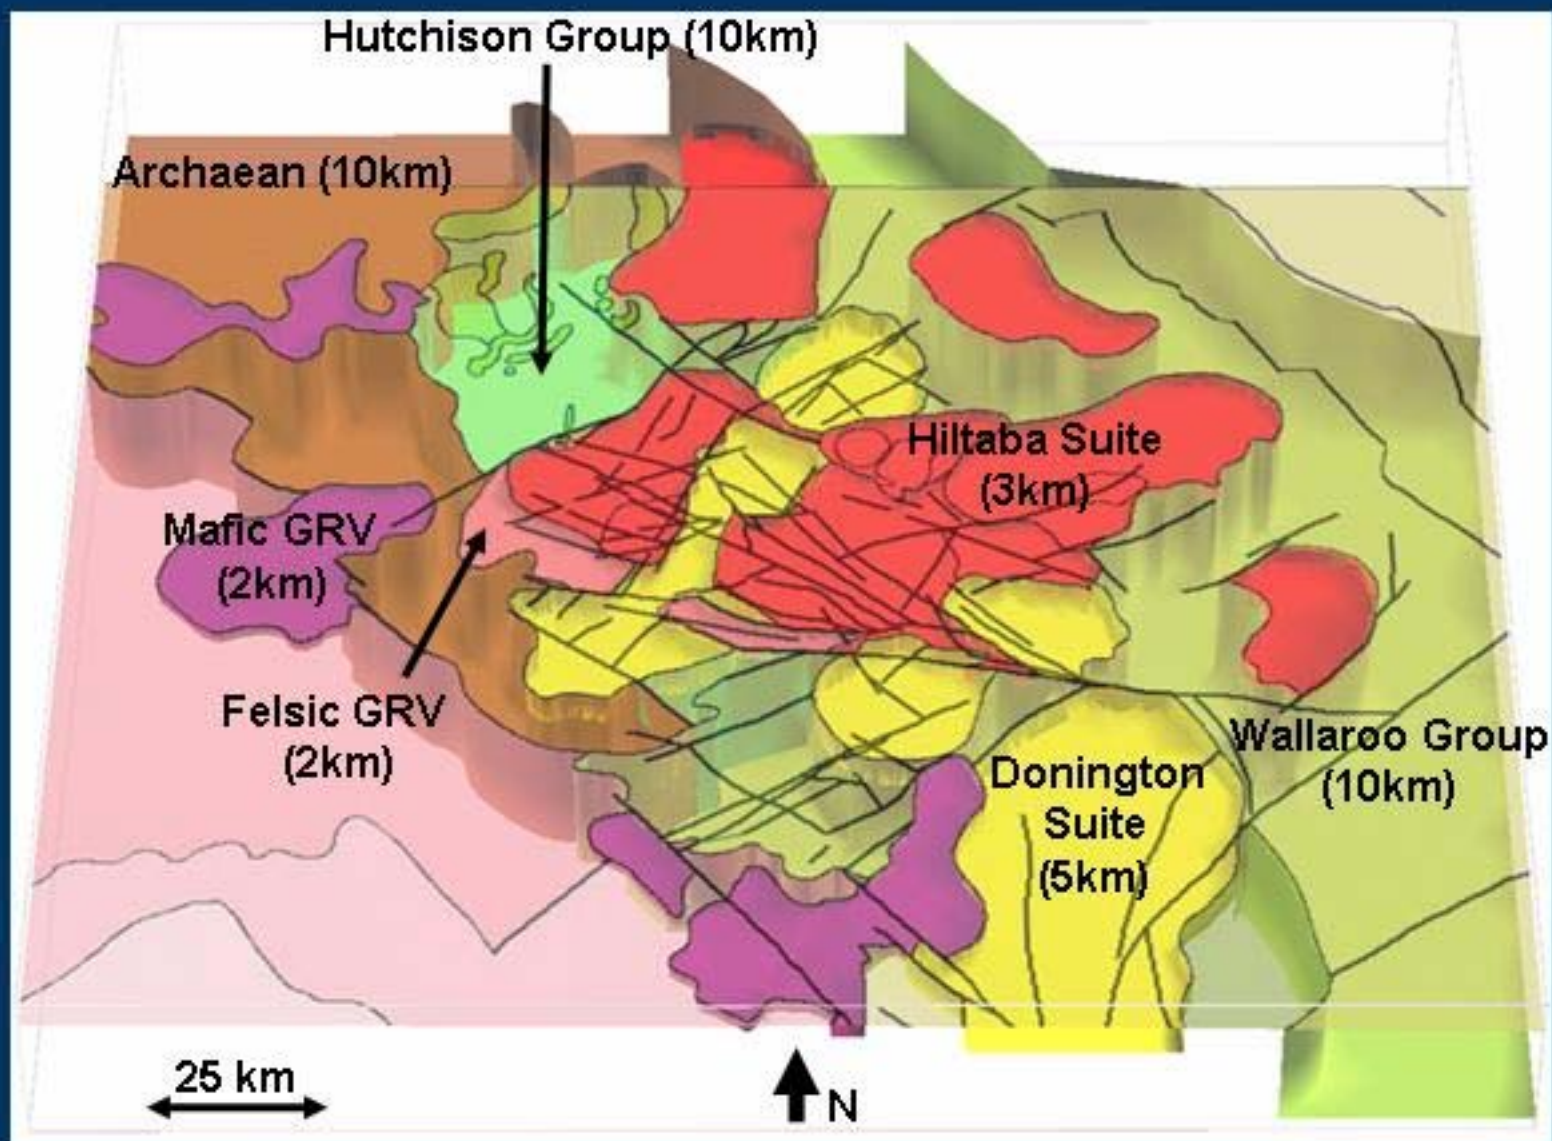 Hutchison Group (10km)
Archaean (10km)
Hiltaba Suite
(3km)
Mafic GRV
(2km)
Felsic GRV
(2km)
Wallaroo Group
(10km)
Donington
Suite
(5km)
25 km
N